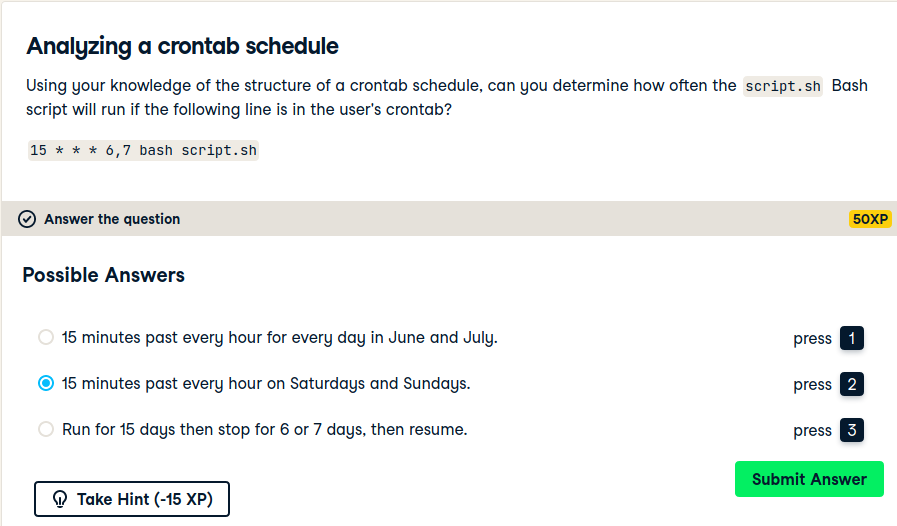 Analyzing a crontab schedule
Using your knowledge of the structure of a crontab schedule, can you determine how often the script.sh Bash
script will run if the following line is in the user's crontab?
15 * * * 6,7 bash script.sh
Answer the question 50XP
Possible Answers
15 minutes past every hour for every day in June and July. press 1
15 minutes past every hour on Saturdays and Sundays. press 2
Run for 15 days then stop for 6 or 7 days, then resume. press 3
Take Hint (-15 XP) Submit Answer